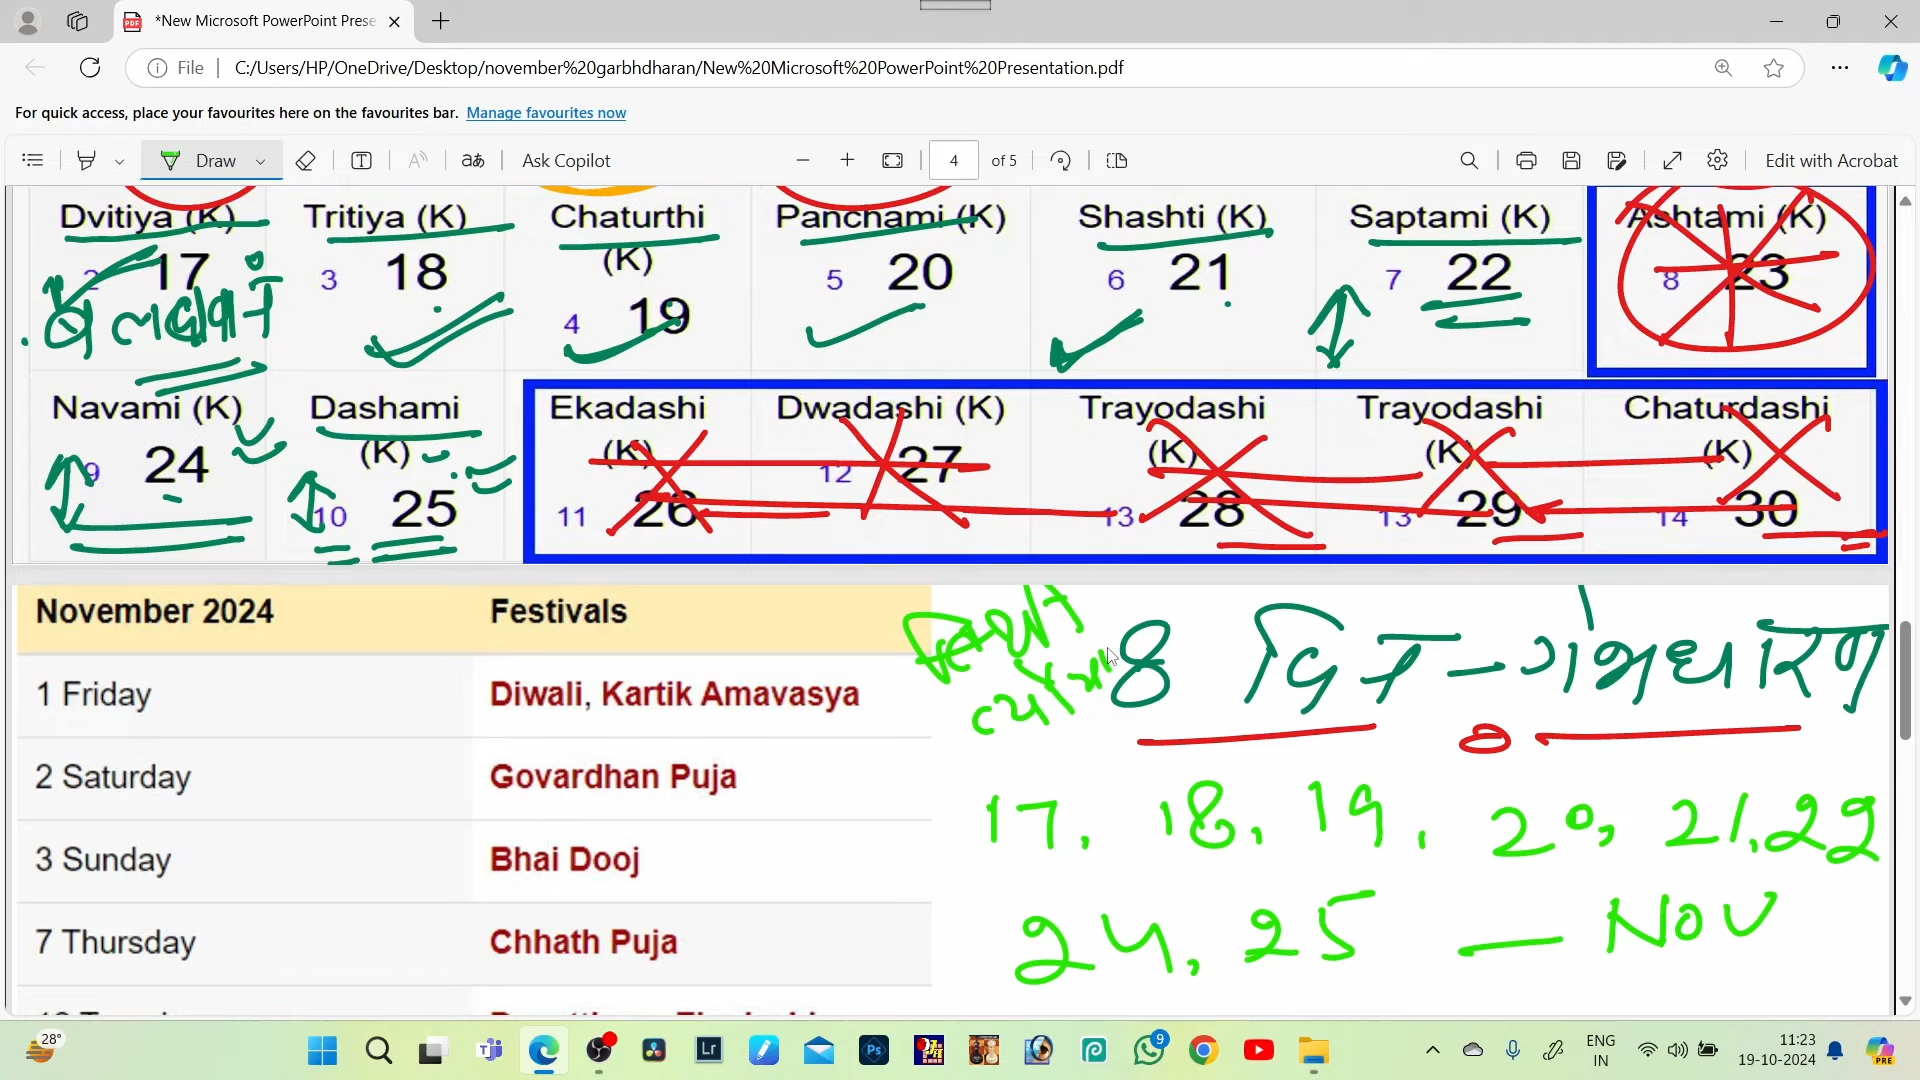 *New Microsoft PowerPoint Prese
File
C:/Users/HP/OneDrive/Desktop/november%20garbhdharan/New%20Microsoft%20PowerPoint%20Presentation.pdf
For quick access, place your favourites here on the favourites bar. Manage favourites now
Draw
Ask Copilot
4 of 5
Edit with Acrobat
Dvitiya (K) Tritiya (K) Chaturthi Panchami (K) Shashti (K) Saptami (K) Ashtami (K)
(K)
2 17 3 18 5 20 6 21 7 22 8 23
4 19
Navami (K) Dashami Ekadashi Dwadashi (K) Trayodashi Trayodashi Chaturdashi
(K) (K) (K) (K) (K)
9 24 12 27
10 25 11 26 13 28 13 29 14 30
November 2024 Festivals
1 Friday Diwali, Kartik Amavasya
2 Saturday Govardhan Puja
3 Sunday Bhai Dooj
7 Thursday Chhath Puja
8 दिन - गर्भधारण
17, 18, 19, 20, 21, 22
24, 25 — NOV
28°
9
ENG
IN
11:23
19-10-2024